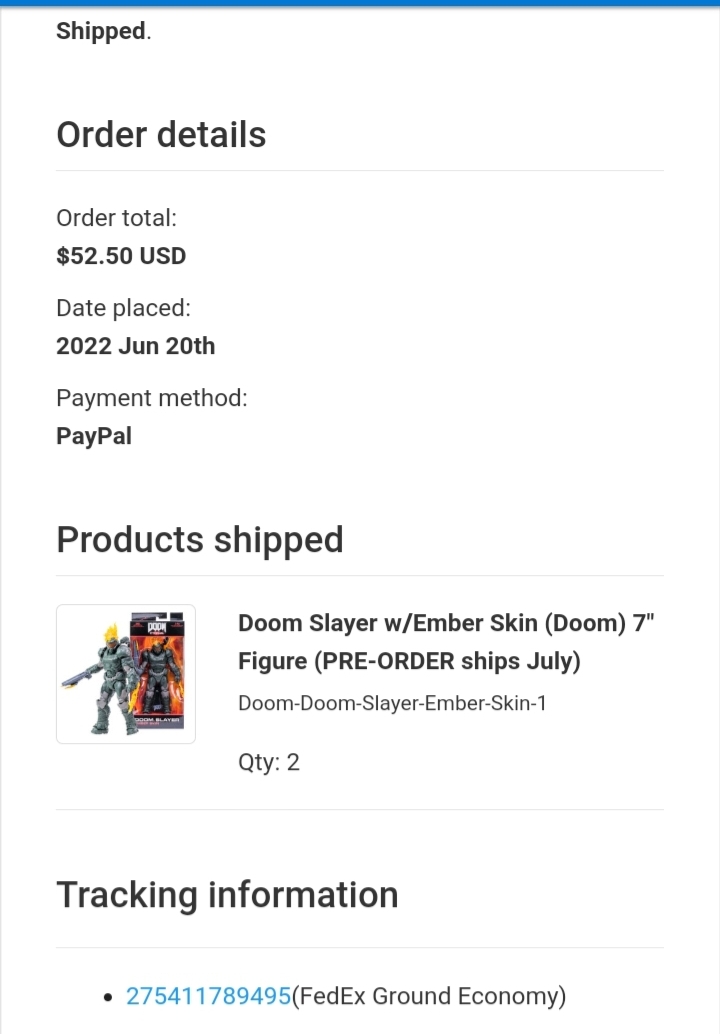 Shipped.
Order details
Order total:
$52.50 USD
Date placed:
2022 Jun 20th
Payment method:
PayPal
Products shipped
DOOM
DOOM SLAYER
Doom Slayer w/Ember Skin (Doom) 7"
Figure (PRE-ORDER ships July)
Doom-Doom-Slayer-Ember-Skin-1
Qty: 2
Tracking information
• 275411789495(FedEx Ground Economy)